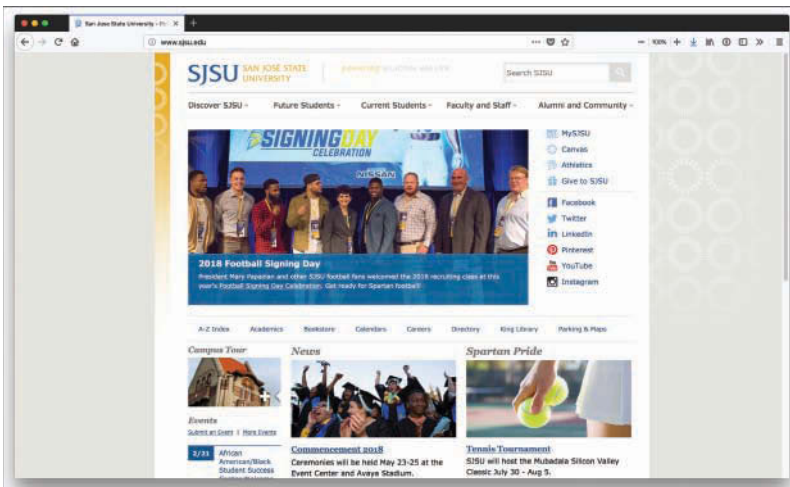 San Jose State University - Po
www.sjsu.edu
100%
SJSU SAN JOSÉ STATE UNIVERSITY
powering SILICON VALLEY
Search SJSU
Discover SJSU
Future Students
Current Students
Faculty and Staff
Alumni and Community
SIGNING DAY
CELEBRATION
NISSAN
2018 Football Signing Day
President Mary Papazian and other SJSU football fans welcomed the 2018 recruiting class at this
year's Football Signing Day Celebration. Get ready for Spartan football!
MySJSU
Canvas
Athletics
Give to SJSU
Facebook
Twitter
LinkedIn
Pinterest
YouTube
Instagram
A-Z Index
Academics
Bookstore
Calendars
Careers
Directory
King Library
Parking & Maps
Campus Tour
Events
Submit an Event | More Events
2/21
African
American/Black
Student Success
News
Commencement 2018
Ceremonies will be held May 23-25 at the
Event Center and Avaya Stadium.
Spartan Pride
Tennis Tournament
SJSU will host the Mubadala Silicon Valley
Classic July 30 - Aug 5.